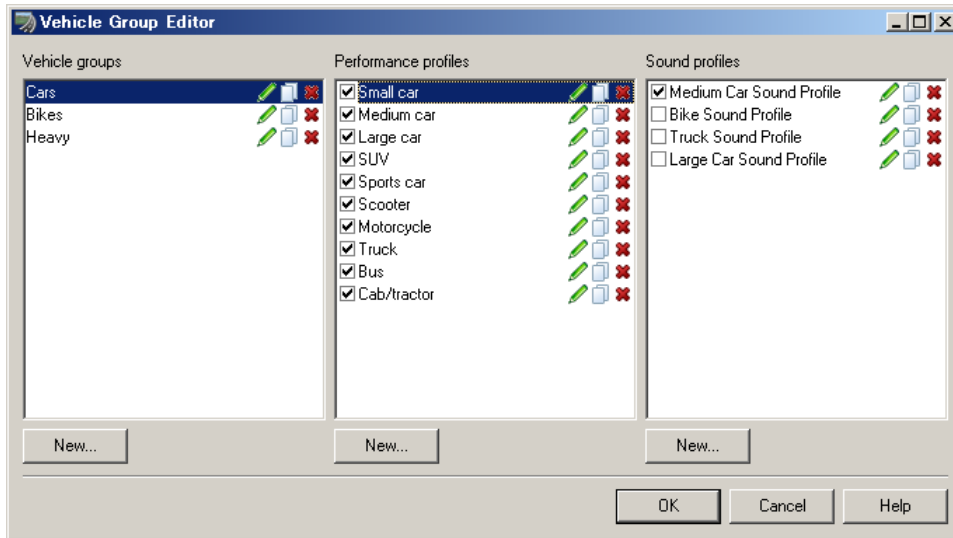 Vehicle Group Editor
Vehicle groups
Cars
Bikes
Heavy
New...
Performance profiles
Small car
Medium car
Large car
SUV
Sports car
Scooter
Motorcycle
Truck
Bus
Cab/tractor
New...
Sound profiles
Medium Car Sound Profile
Bike Sound Profile
Truck Sound Profile
Large Car Sound Profile
New...
OK
Cancel
Help